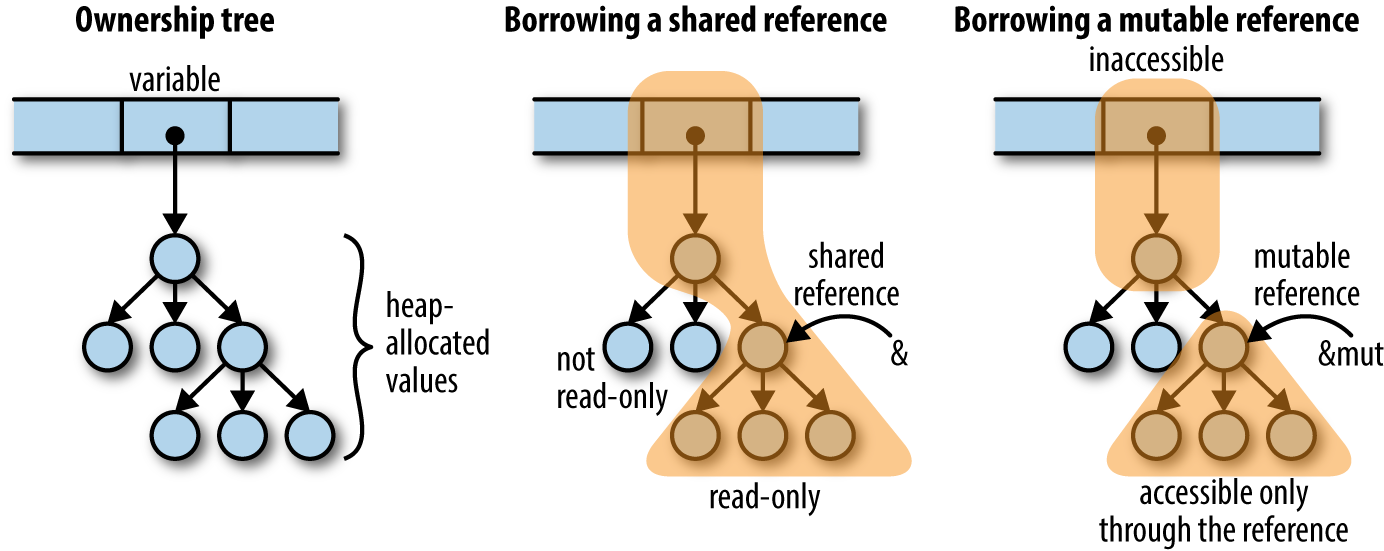 Ownership tree
variable
heap-
allocated
values
Borrowing a shared reference
shared
reference
&
not
read-only
read-only
Borrowing a mutable reference
inaccessible
mutable
reference
&mut
accessible only
through the reference